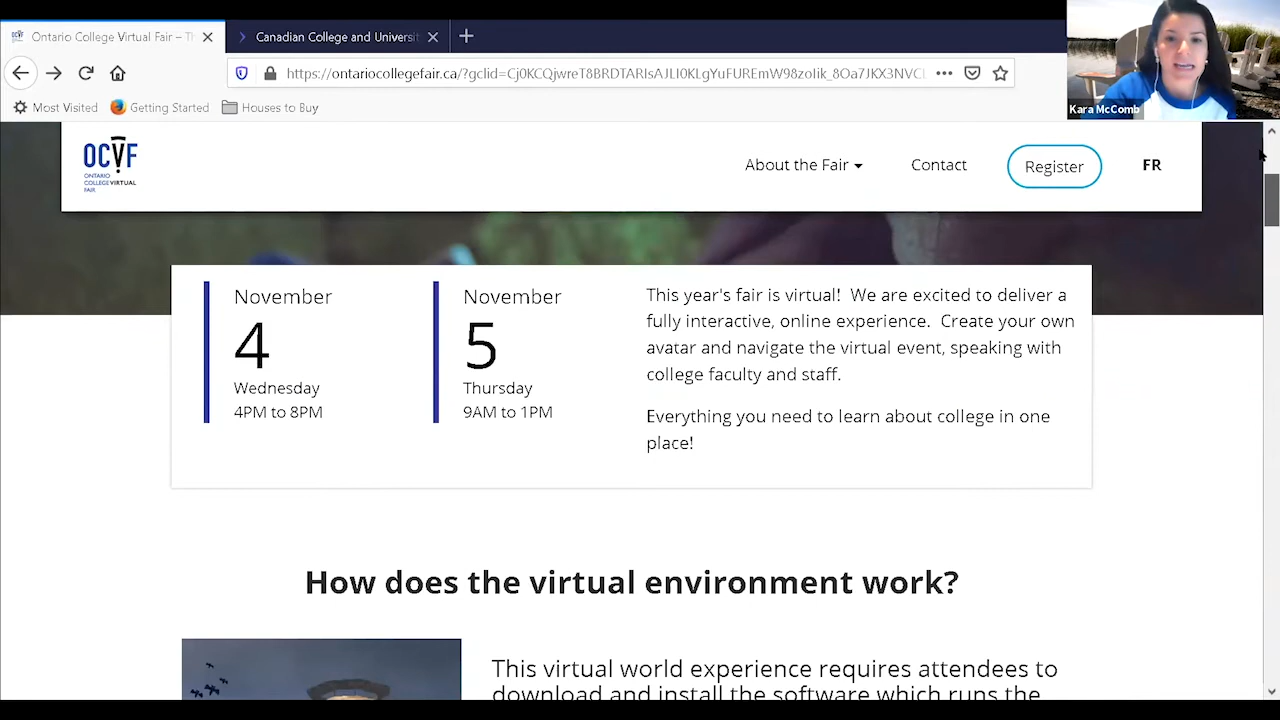 Ontario College Virtual Fair – Th
Canadian College and Universi
https://ontariocollegefair.ca/?gclid=
Most Visited
Getting Started
Houses to Buy
Kara McComb
OCVF
ONTARIO
COLLEGE VIRTUAL
FAIR
About the Fair
Contact
Register
FR
November
4
Wednesday
4PM to 8PM
November
5
Thursday
9AM to 1PM
This year's fair is virtual! We are excited to deliver a
fully interactive, online experience. Create your own
avatar and navigate the virtual event, speaking with
college faculty and staff.
Everything you need to learn about college in one
place!
How does the virtual environment work?
This virtual world experience requires attendees to
download and install the software which runs the